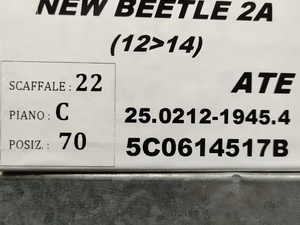 NEW BEETLE 2A
(12>14)
SCAFFALE: 22
PIANO: C
POSIZ. 70
ATE
25.0212-1945.4
5C0614517B